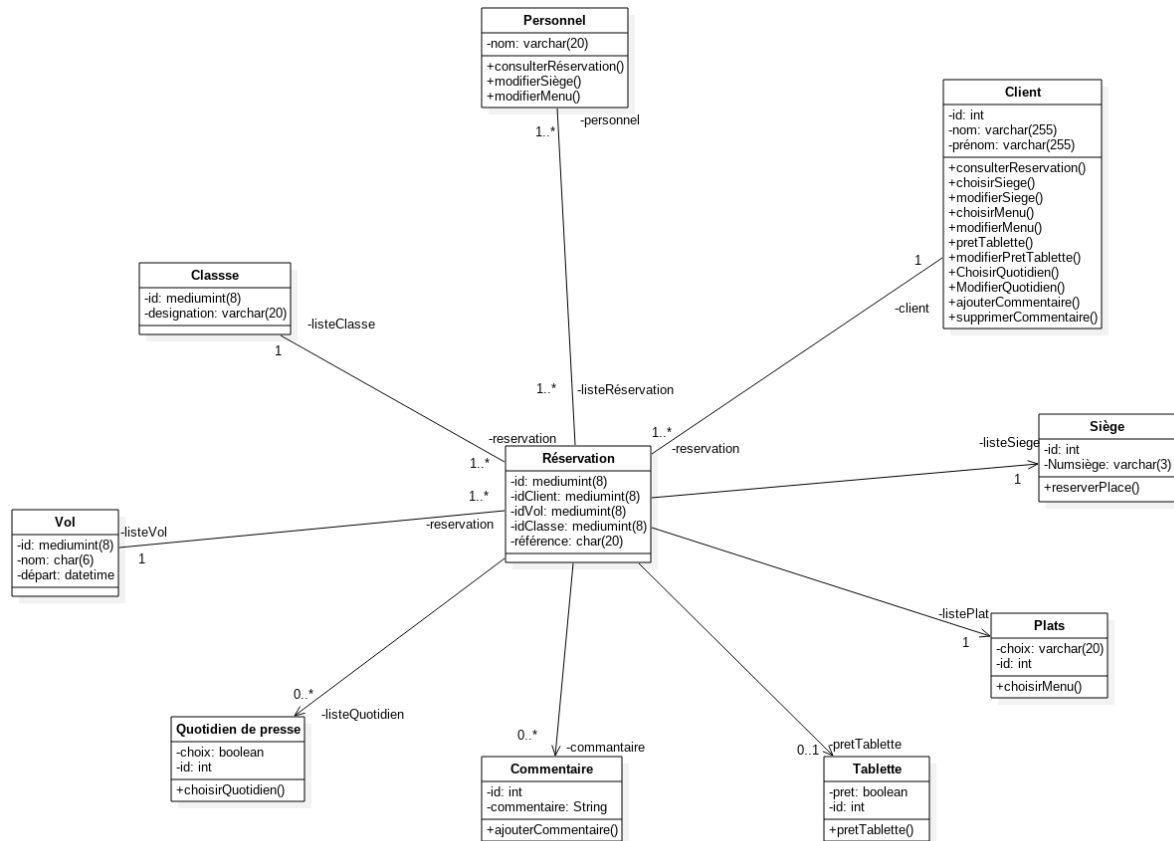 Personnel
-nom: varchar(20)
+consulterRéservation()
+modifierSiège()
+modifierMenu()
1..*
-personnel
Client
-id: int
-nom: varchar(255)
-prénom: varchar(255)
+consulterReservation()
+choisirSiege()
+modifierSiege()
+choisirMenu()
+modifierMenu()
+pretTablette()
+modifierPretTablette()
+ChoisirQuotidien()
+ModifierQuotidien()
+ajouterCommentaire()
+supprimerCommentaire()
1
-client
Classse
-id: mediumint(8)
-designation: varchar(20)
-listeClasse
1
1..*
-listeRéservation
1..*
-reservation
-reservation
1..*
Réservation
-id: mediumint(8)
-idClient: mediumint(8)
-idVol: mediumint(8)
-idClasse: mediumint(8)
-référence: char(20)
1..*
-reservation
-listeSiege
1
Siège
-id: int
-Numsiège: varchar(3)
+reserverPlace()
Vol
-id: mediumint(8)
-nom: char(6)
-départ: datetime
-listeVol
1
-listePlat
1
Plats
-choix: varchar(20)
-id: int
+choisirMenu()
0..*
-listeQuotidien
Quotidien de presse
-choix: boolean
-id: int
+choisirQuotidien()
0..*
-commantaire
Commentaire
-id: int
-commentaire: String
+ajouterCommentaire()
0..1
-pretTablette
Tablette
-pret: boolean
-id: int
+pretTablette()